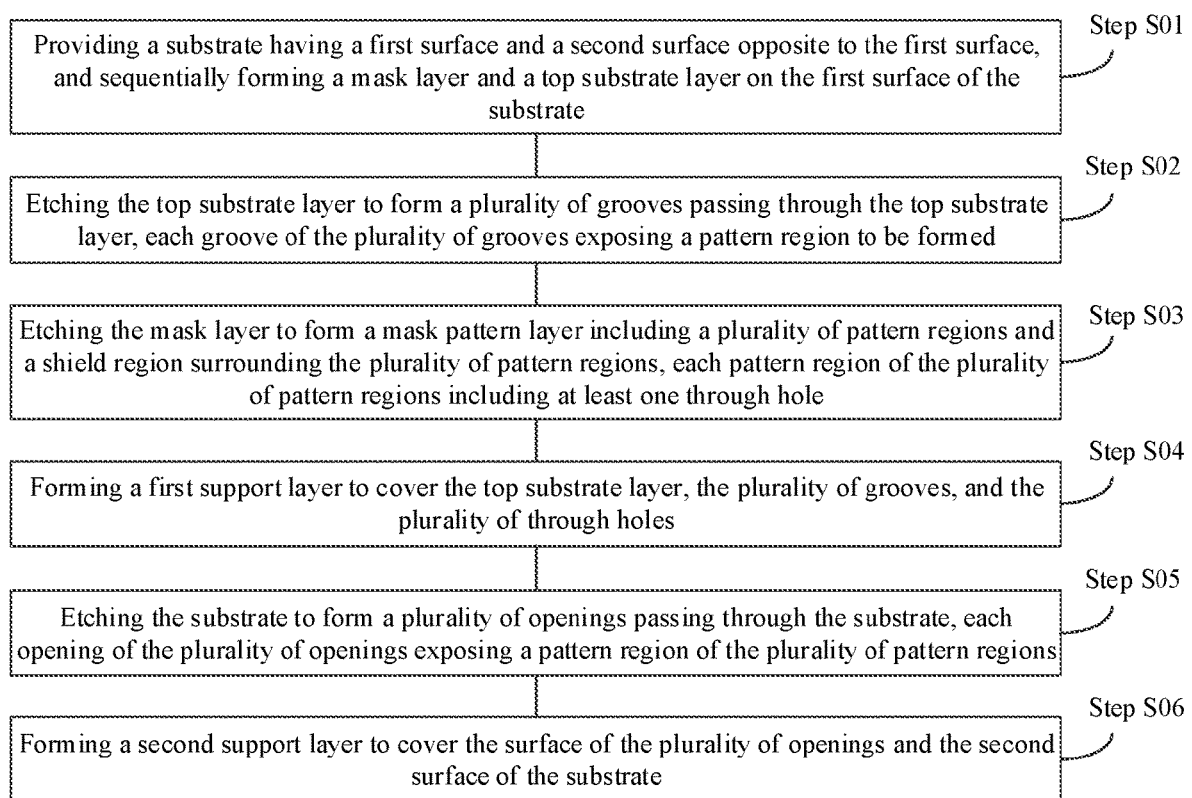 Step S01
Providing a substrate having a first surface and a second surface opposite to the first surface,
and sequentially forming a mask layer and a top substrate layer on the first surface of the
substrate
Step S02
Etching the top substrate layer to form a plurality of grooves passing through the top substrate
layer, each groove of the plurality of grooves exposing a pattern region to be formed
Step S03
Etching the mask layer to form a mask pattern layer including a plurality of pattern regions and
a shield region surrounding the plurality of pattern regions, each pattern region of the plurality
of pattern regions including at least one through hole
Step S04
Forming a first support layer to cover the top substrate layer, the plurality of grooves, and the
plurality of through holes
Step S05
Etching the substrate to form a plurality of openings passing through the substrate, each
opening of the plurality of openings exposing a pattern region of the plurality of pattern regions
Step S06
Forming a second support layer to cover the surface of the plurality of openings and the second
surface of the substrate